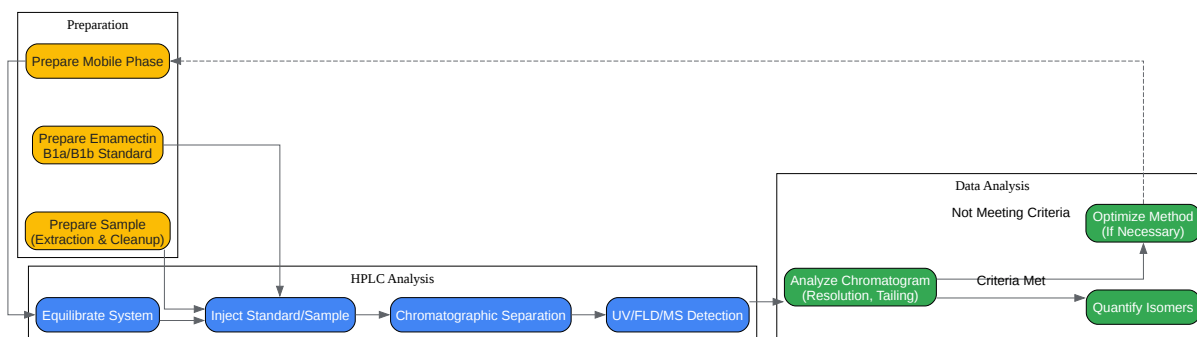 Preparation
Prepare Mobile Phase
Prepare Emamectin
B1a/B1b Standard
Prepare Sample
(Extraction & Cleanup)
HPLC Analysis
Equilibrate System
Inject Standard/Sample
Chromatographic Separation
UV/FLD/MS Detection
Data Analysis
Not Meeting Criteria
Optimize Method
(If Necessary)
Analyze Chromatogram
(Resolution, Tailing)
Criteria Met
Quantify Isomers